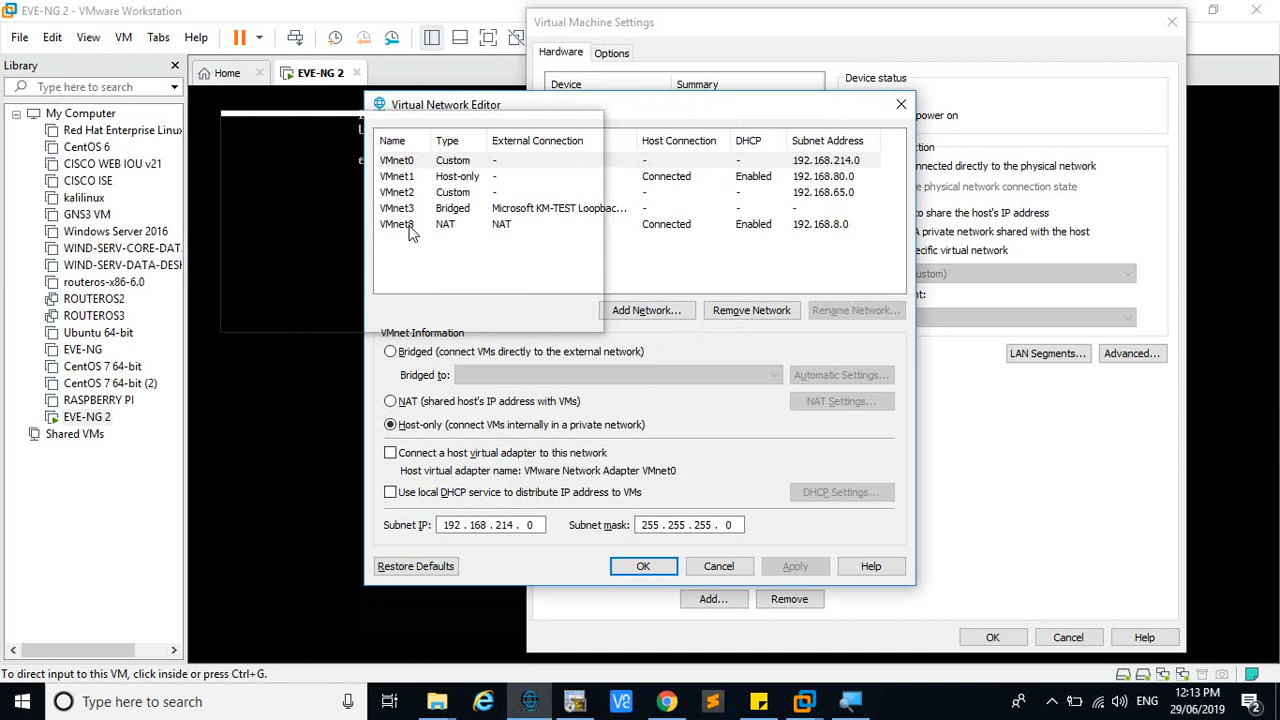 EVE-NG 2 - VMware Workstation
File Edit View VM Tabs Help
Library
Type here to search
My Computer
Red Hat Enterprise Linux
CentOS 6
CISCO WEB IOU v21
CISCO ISE
kalilinux
GNS3 VM
Windows Server 2016
WIND-SERV-CORE-DATA
WIND-SERV-DATA-DESK
routeros-x86-6.0
ROUTEROS2
ROUTEROS3
Ubuntu 64-bit
EVE-NG
CentOS 7 64-bit
CentOS 7 64-bit (2)
RASPBERRY PI
EVE-NG 2
Shared VMs
Home EVE-NG 2
Virtual Machine Settings
Hardware Options
Device Summary
Device status
power on
connected directly to the physical network
e physical network connection state
to share the host's IP address
A private network shared with the host
ecific virtual network
LAN Segments... Advanced...
Add... Remove
OK Cancel Help
Virtual Network Editor
Name Type External Connection Host Connection DHCP Subnet Address
VMnet0 Custom - - - 192.168.214.0
VMnet1 Host-only - Connected Enabled 192.168.80.0
VMnet2 Custom - - - 192.168.65.0
VMnet3 Bridged Microsoft KM-TEST Loopbac... - - -
VMnet8 NAT NAT Connected Enabled 192.168.8.0
Add Network... Remove Network Rename Network...
VMnet Information
Bridged (connect VMs directly to the external network)
Bridged to: Automatic Settings...
NAT (shared host's IP address with VMs) NAT Settings...
Host-only (connect VMs internally in a private network)
Connect a host virtual adapter to this network
Host virtual adapter name: VMware Network Adapter VMnet0
Use local DHCP service to distribute IP address to VMs DHCP Settings...
Subnet IP: 192 . 168 . 214 . 0 Subnet mask: 255 . 255 . 255 . 0
Restore Defaults OK Cancel Apply Help
To direct input to this VM, click inside or press Ctrl+G.
Type here to search
ENG
12:13 PM
29/06/2019
2